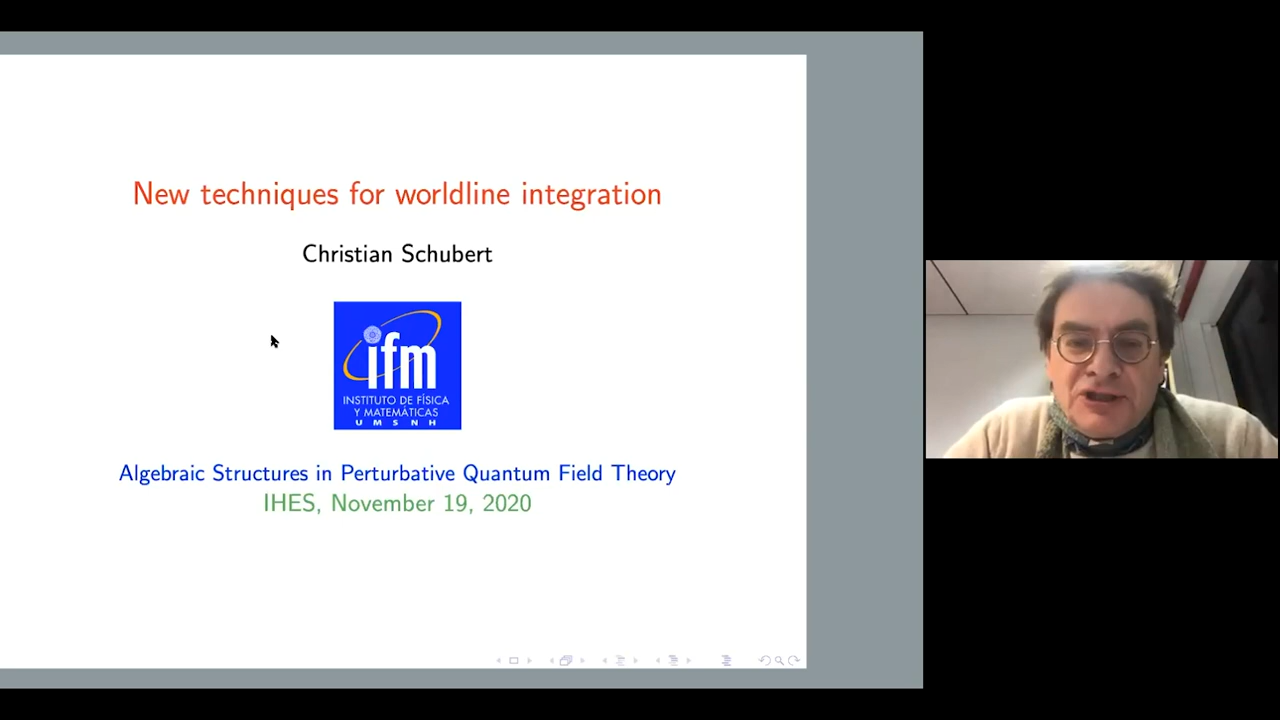 New techniques for worldline integration
Christian Schubert
ifm
INSTITUTO DE FÍSICA
Y MATEMÁTICAS
UMSNH
Algebraic Structures in Perturbative Quantum Field Theory
IHES, November 19, 2020